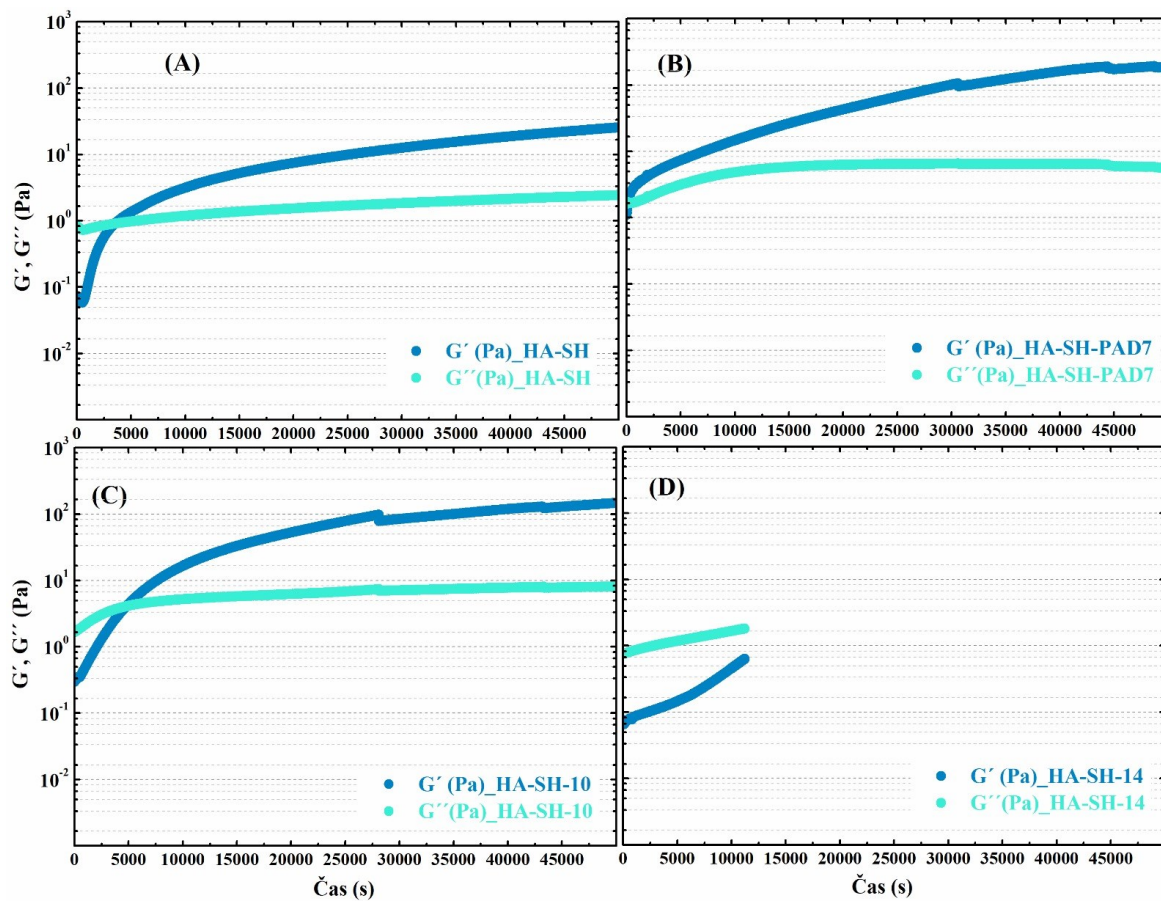 10³
10²
10¹
10⁰
10⁻¹
10⁻²
G´, G´´ (Pa)
(A)
G´ (Pa)_HA-SH
G´´(Pa)_HA-SH
0 5000 10000 15000 20000 25000 30000 35000 40000 45000
(B)
G´ (Pa)_HA-SH-PAD7
G´´(Pa)_HA-SH-PAD7
0 5000 10000 15000 20000 25000 30000 35000 40000 45000
10³
10²
10¹
10⁰
10⁻¹
10⁻²
G´, G´´ (Pa)
(C)
G´ (Pa)_HA-SH-10
G´´(Pa)_HA-SH-10
0 5000 10000 15000 20000 25000 30000 35000 40000 45000
Čas (s)
(D)
G´ (Pa)_HA-SH-14
G´´(Pa)_HA-SH-14
0 5000 10000 15000 20000 25000 30000 35000 40000 45000
Čas (s)